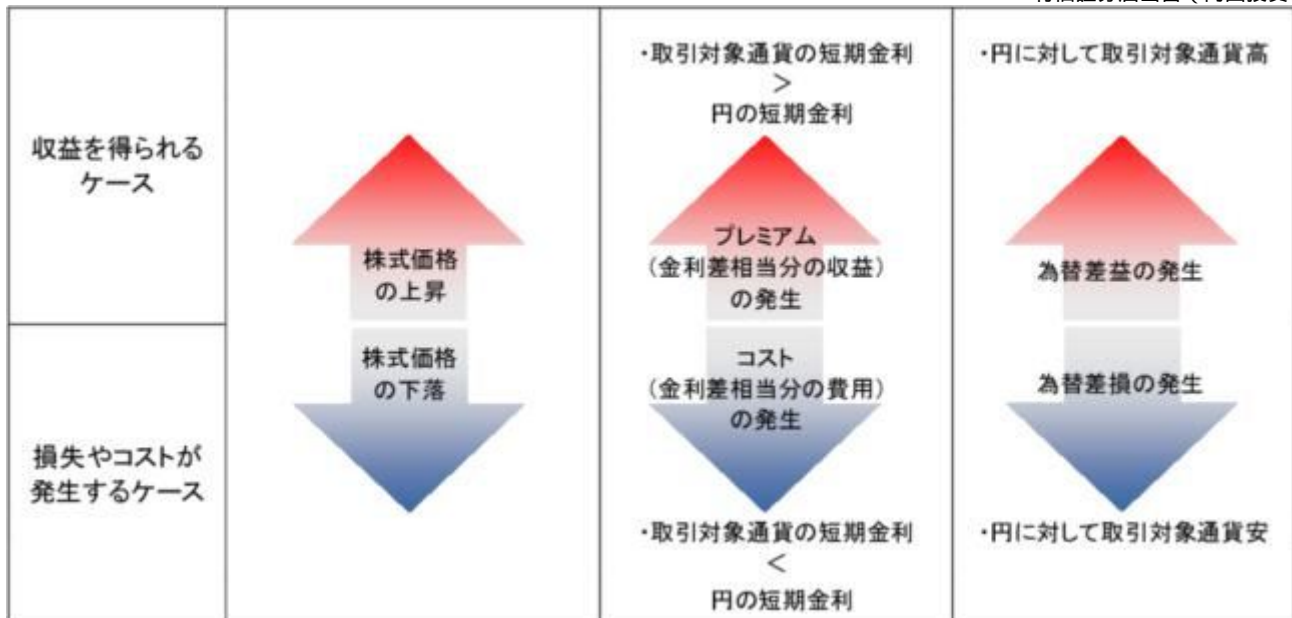 収益を得られる
ケース
株式価格
の上昇
・取引対象通貨の短期金利
>
円の短期金利
プレミアム
(金利差相当分の収益)
の発生
・円に対して取引対象通貨高
為替差益の発生
損失やコストが
発生するケース
株式価格
の下落
コスト
(金利差相当分の費用)
の発生
・取引対象通貨の短期金利
<
円の短期金利
為替差損の発生
・円に対して取引対象通貨安